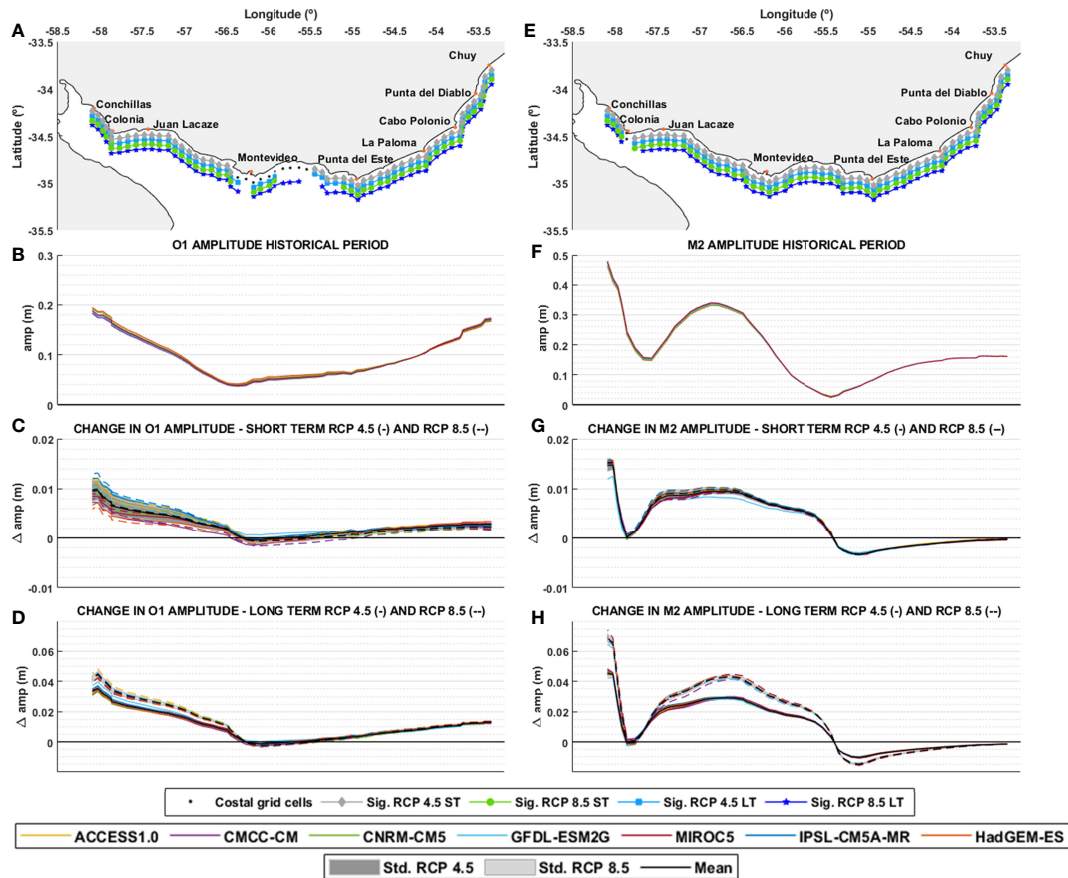 Longitude (º)
Longitude (º)
A
-58 -57.5 -57 -56.5 -56 -55.5 -55 -54.5 -54 -53.5
E
-58 -57.5 -57 -56.5 -56 -55.5 -55 -54.5 -54 -53.5
-33.5
-34
-34.5
-35
-35.5
Latitude (º)
Chuy
Punta del Diablo
Cabo Polonio
La Paloma
Punta del Este
Montevideo
Juan Lacaze
Colonia
Conchillas
-33.5
-34
-34.5
-35
-35.5
Latitude (º)
Chuy
Punta del Diablo
Cabo Polonio
La Paloma
Punta del Este
Montevideo
Juan Lacaze
Colonia
Conchillas
B
O1 AMPLITUDE HISTORICAL PERIOD
0.3
0.2
0.1
0
amp (m)
F
M2 AMPLITUDE HISTORICAL PERIOD
0.5
0.4
0.3
0.2
0.1
0
amp (m)
C
CHANGE IN O1 AMPLITUDE - SHORT TERM RCP 4.5 (-) AND RCP 8.5 (--)
0.02
0.01
0
-0.01
△ amp (m)
G
CHANGE IN M2 AMPLITUDE - SHORT TERM RCP 4.5 (-) AND RCP 8.5 (--)
0.02
0.01
0
-0.01
△ amp (m)
D
CHANGE IN O1 AMPLITUDE - LONG TERM RCP 4.5 (-) AND RCP 8.5 (--)
0.06
0.04
0.02
0
△ amp (m)
H
CHANGE IN M2 AMPLITUDE - LONG TERM RCP 4.5 (-) AND RCP 8.5 (--)
0.06
0.04
0.02
0
△ amp (m)
Costal grid cells Sig. RCP 4.5 ST Sig. RCP 8.5 ST Sig. RCP 4.5 LT Sig. RCP 8.5 LT
ACCESS1.0 CMCC-CM CNRM-CM5 GFDL-ESM2G MIROC5 IPSL-CM5A-MR HadGEM-ES
Std. RCP 4.5 Std. RCP 8.5 Mean